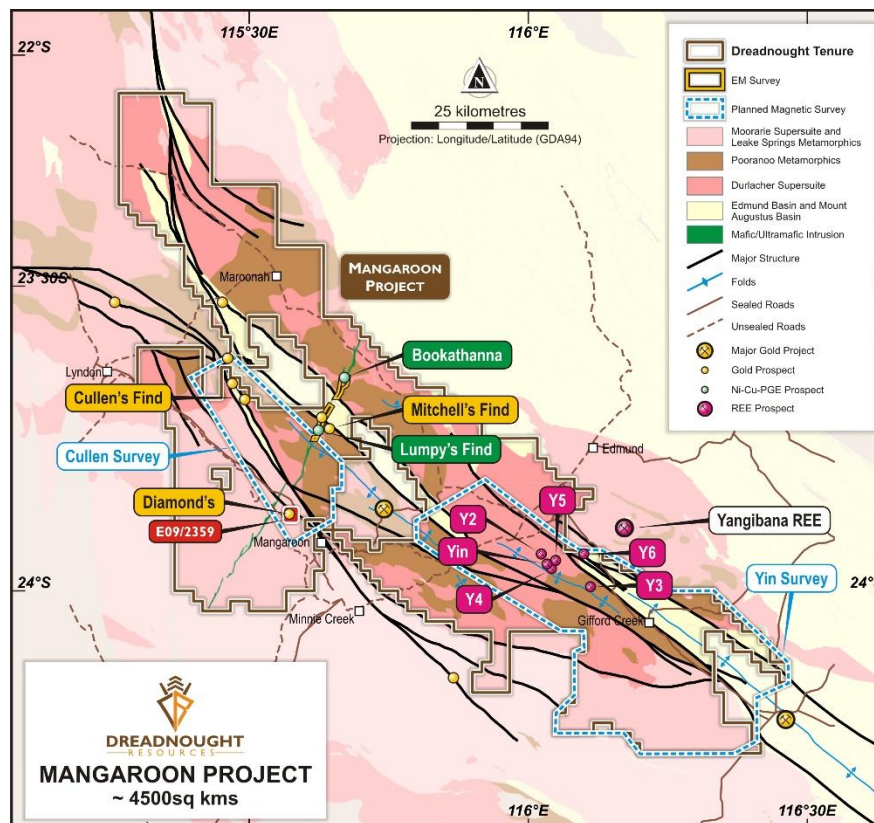 115°30E
116°E
22°S
N
25 kilometres
Projection: Longitude/Latitude (GDA94)
Dreadnought Tenure
EM Survey
Planned Magnetic Survey
Moorarie Supersuite and
Leake Springs Metamorphics
Pooranoo Metamorphics
Durlacher Supersuite
Edmund Basin and Mount
Augustus Basin
Mafic/Ultramafic Intrusion
Major Structure
Folds
Sealed Roads
Unsealed Roads
Major Gold Project
Gold Prospect
Ni-Cu-PGE Prospect
REE Prospect
23°30S
Maroonah
MANGAROON
PROJECT
Lyndon
Bookathanna
Cullen's Find
Mitchell's Find
Cullen Survey
Lumpy's Find
Edmund
Diamond's
E09/2359
Mangaroon
Y5
Y2
Yin
Y4
Y6
Y3
Yangibana REE
Yin Survey
24°S
24°
Minnie Creek
Gifford Creek
DREADNOUGHT
RESOURCES
MANGAROON PROJECT
~ 4500sq kms
116°E
116°30E